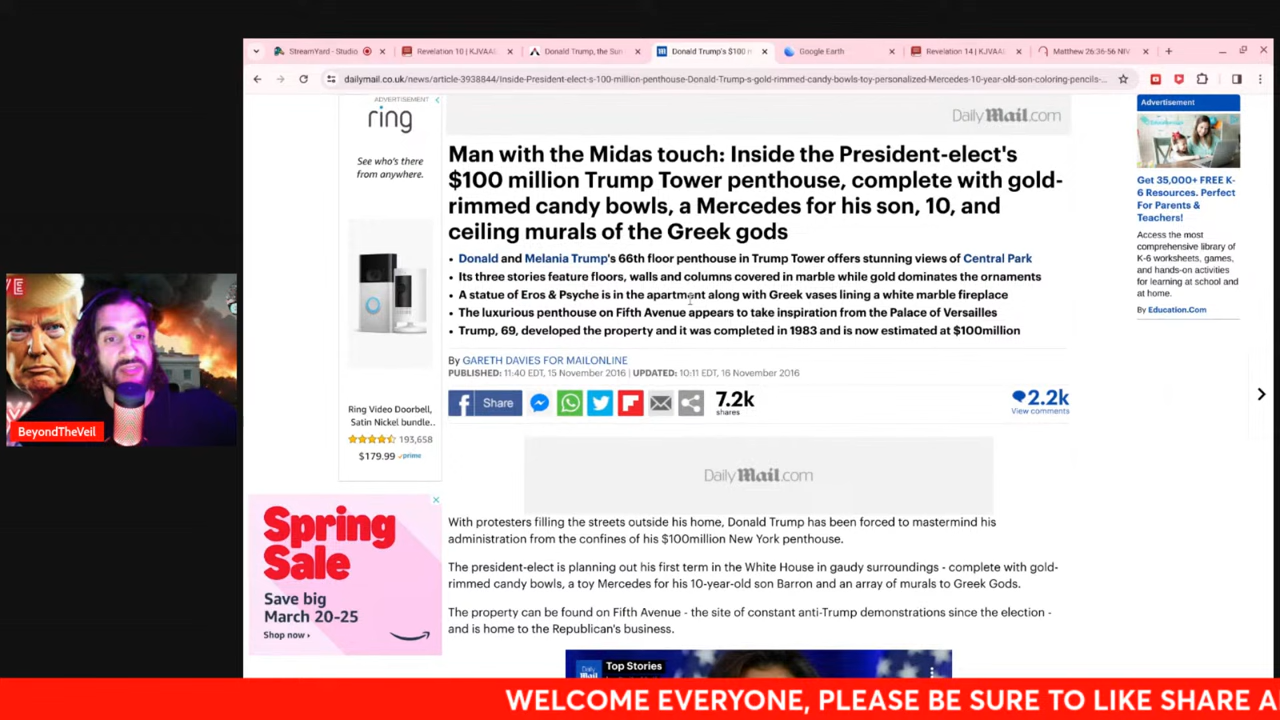 StreamYard - Studio
Revelation 10 | KJVAA
Donald Trump, the Sun
Donald Trump's $100 m
Google Earth
Revelation 14 | KJVAA
Matthew 26:36-56 NIV
dailymail.co.uk/news/article-3938844/Inside-President-elect-s-100-million-penthouse-Donald-Trump-s-gold-rimmed-candy-bowls-toy-personalized-Mercedes-10-year-old-son-coloring-pencils-...
ADVERTISEMENT
ring
See who's there
from anywhere.
Ring Video Doorbell,
Satin Nickel bundle..
193,658
$179.99 prime
Spring
Sale
Save big
March 20-25
Shop now ›
DailyMail.com
Man with the Midas touch: Inside the President-elect's
$100 million Trump Tower penthouse, complete with gold-
rimmed candy bowls, a Mercedes for his son, 10, and
ceiling murals of the Greek gods
• Donald and Melania Trump's 66th floor penthouse in Trump Tower offers stunning views of Central Park
• Its three stories feature floors, walls and columns covered in marble while gold dominates the ornaments
• A statue of Eros & Psyche is in the apartment along with Greek vases lining a white marble fireplace
• The luxurious penthouse on Fifth Avenue appears to take inspiration from the Palace of Versailles
• Trump, 69, developed the property and it was completed in 1983 and is now estimated at $100million
By GARETH DAVIES FOR MAILONLINE
PUBLISHED: 11:40 EDT, 15 November 2016 | UPDATED: 10:11 EDT, 16 November 2016
Share
7.2k
shares
2.2k
View comments
DailyMail.com
With protesters filling the streets outside his home, Donald Trump has been forced to mastermind his
administration from the confines of his $100million New York penthouse.
The president-elect is planning out his first term in the White House in gaudy surroundings - complete with gold-
rimmed candy bowls, a toy Mercedes for his 10-year-old son Barron and an array of murals to Greek Gods.
The property can be found on Fifth Avenue - the site of constant anti-Trump demonstrations since the election -
and is home to the Republican's business.
Daily
Mail
Top Stories
Advertisement
Get 35,000+ FREE K-
6 Resources. Perfect
For Parents &
Teachers!
Access the most
comprehensive library of
K-6 worksheets, games,
and hands-on activities
for learning at school and
at home.
By Education.Com
BeyondTheVeil
WELCOME EVERYONE, PLEASE BE SURE TO LIKE SHARE A